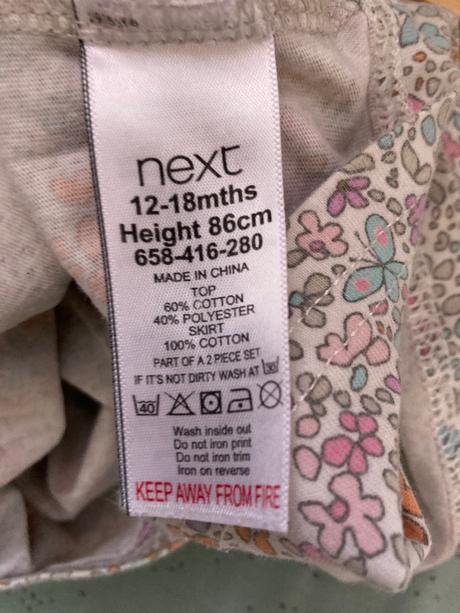 next
12-18mths
Height 86cm
658-416-280
MADE IN CHINA
TOP
60% COTTON
40% POLYESTER
SKIRT
100% COTTON
PART OF A 2 PIECE SET
IF IT'S NOT DIRTY WASH AT 30°
40
Wash inside out
Do not iron print
Do not iron trim
Iron on reverse
KEEP AWAY FROM FIRE